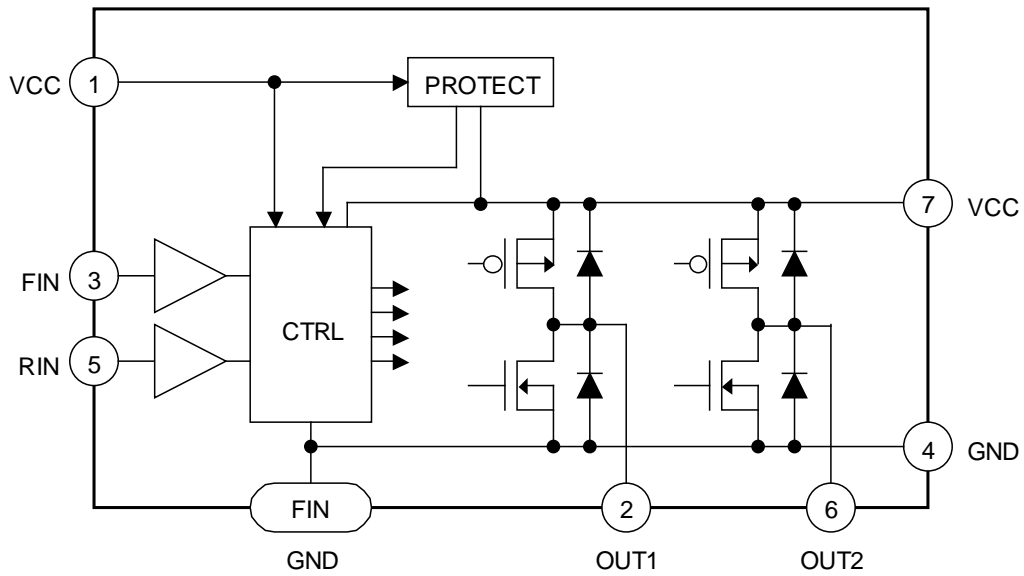 VCC 1
PROTECT
7 VCC
FIN 3
CTRL
RIN 5
4 GND
FIN
2
6
GND
OUT1
OUT2